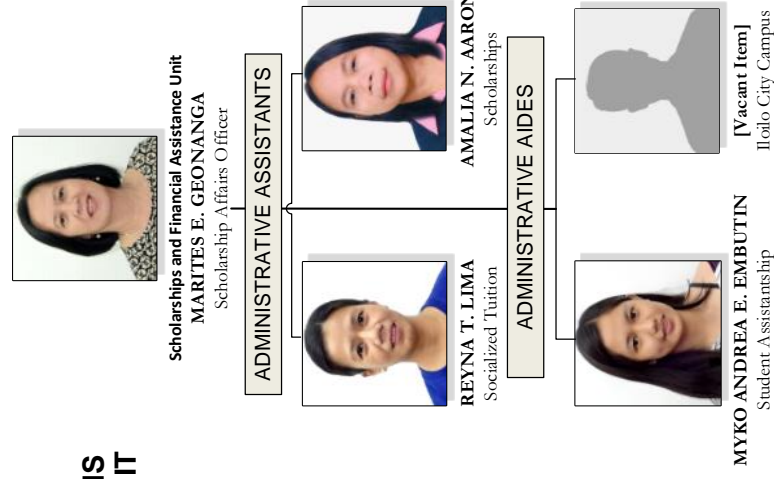 Scholarships and Financial Assistance Unit
MARITES E. GEONANGA
Scholarship Affairs Officer
ADMINISTRATIVE ASSISTANTS
REYNA T. LIMA
Socialized Tuition
AMALIA N. AARON
Scholarships
ADMINISTRATIVE AIDES
MYKO ANDREA E. EMBUTIN
Student Assistantship
[Vacant Item]
Iloilo City Campus